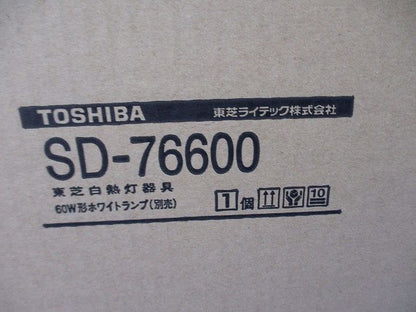 TOSHIBA 東芝ライテック株式会社
SD-76600
東芝白熱灯器具
60W形ホワイトランプ(別売) 1個 10